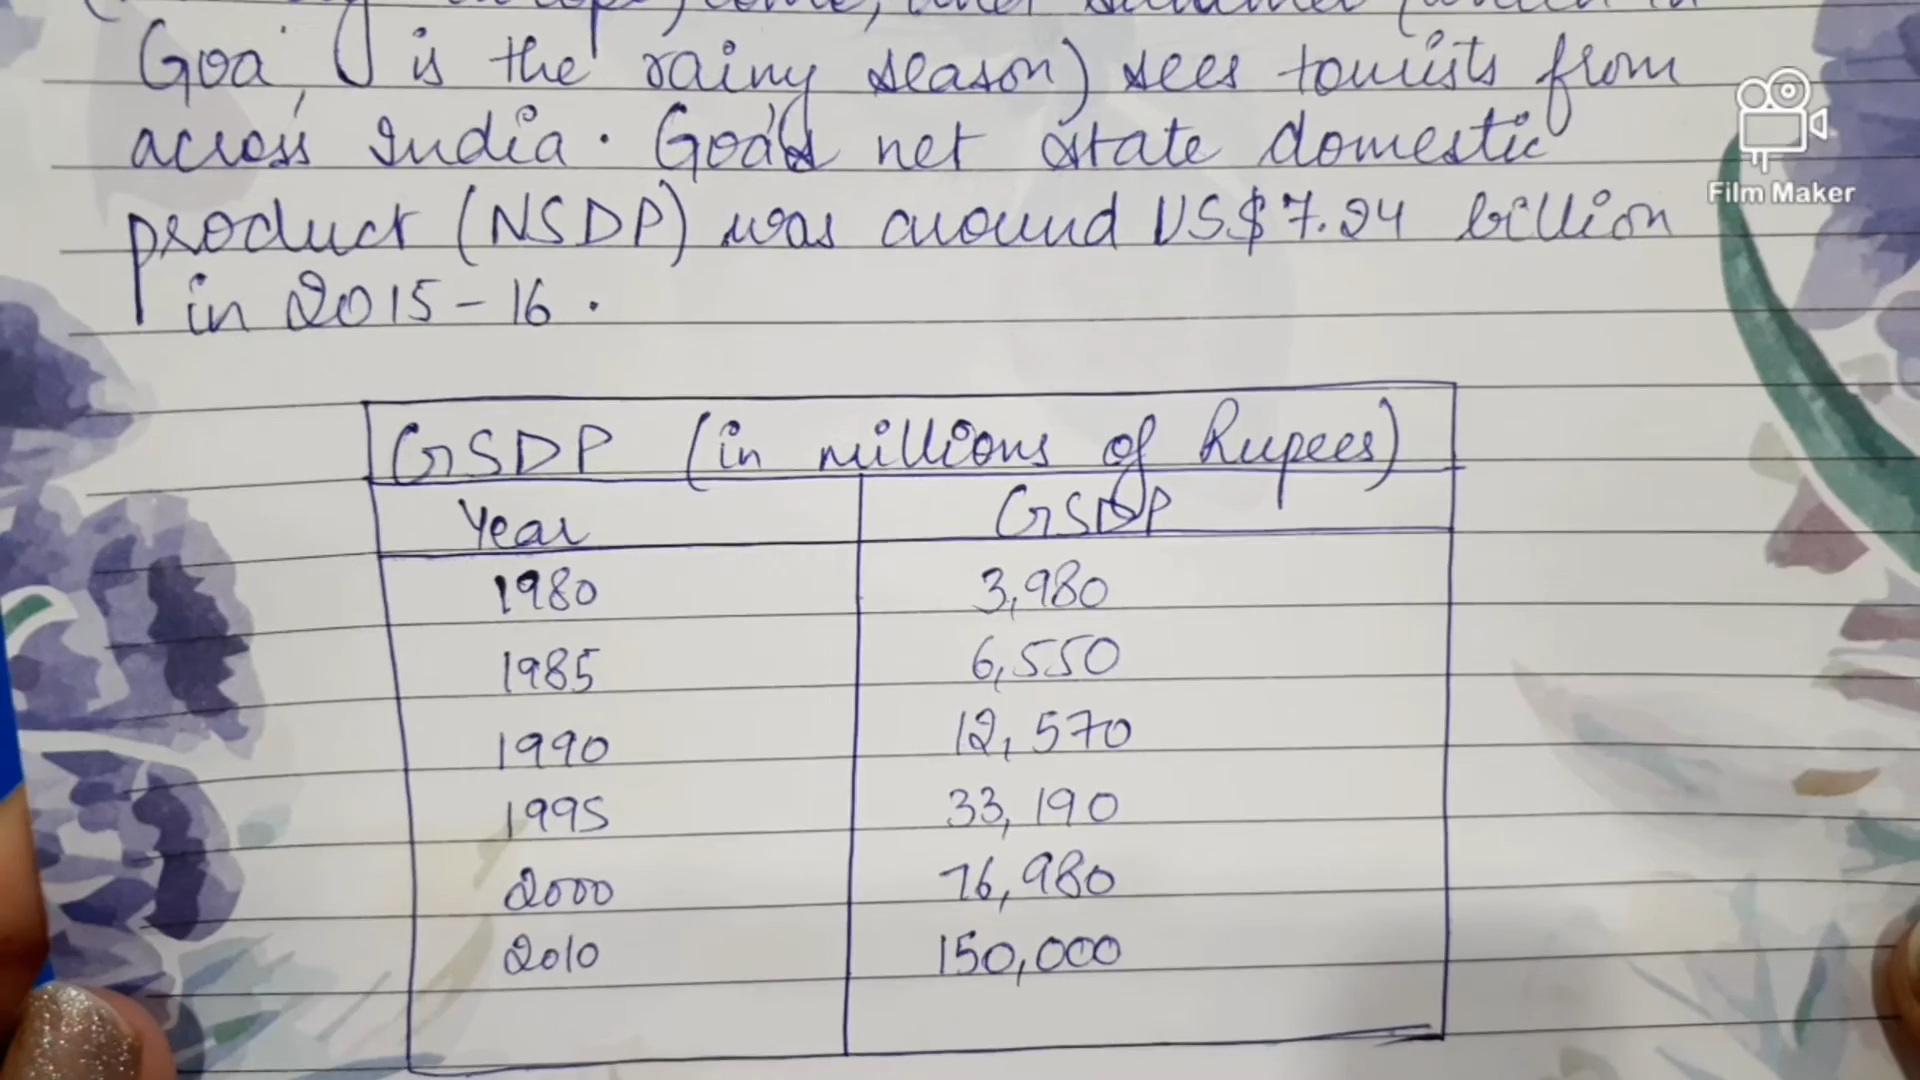 Goa, is the rainy season) sees tourists from
across India. Goa's net state domestic
product (NSDP) was around US$7.24 billion
in 2015-16.
Film Maker
GSDP (in millions of Rupees)
Year GSDP
1980 3,980
1985 6,550
1990 12,570
1995 33,190
2000 76,980
2010 150,000